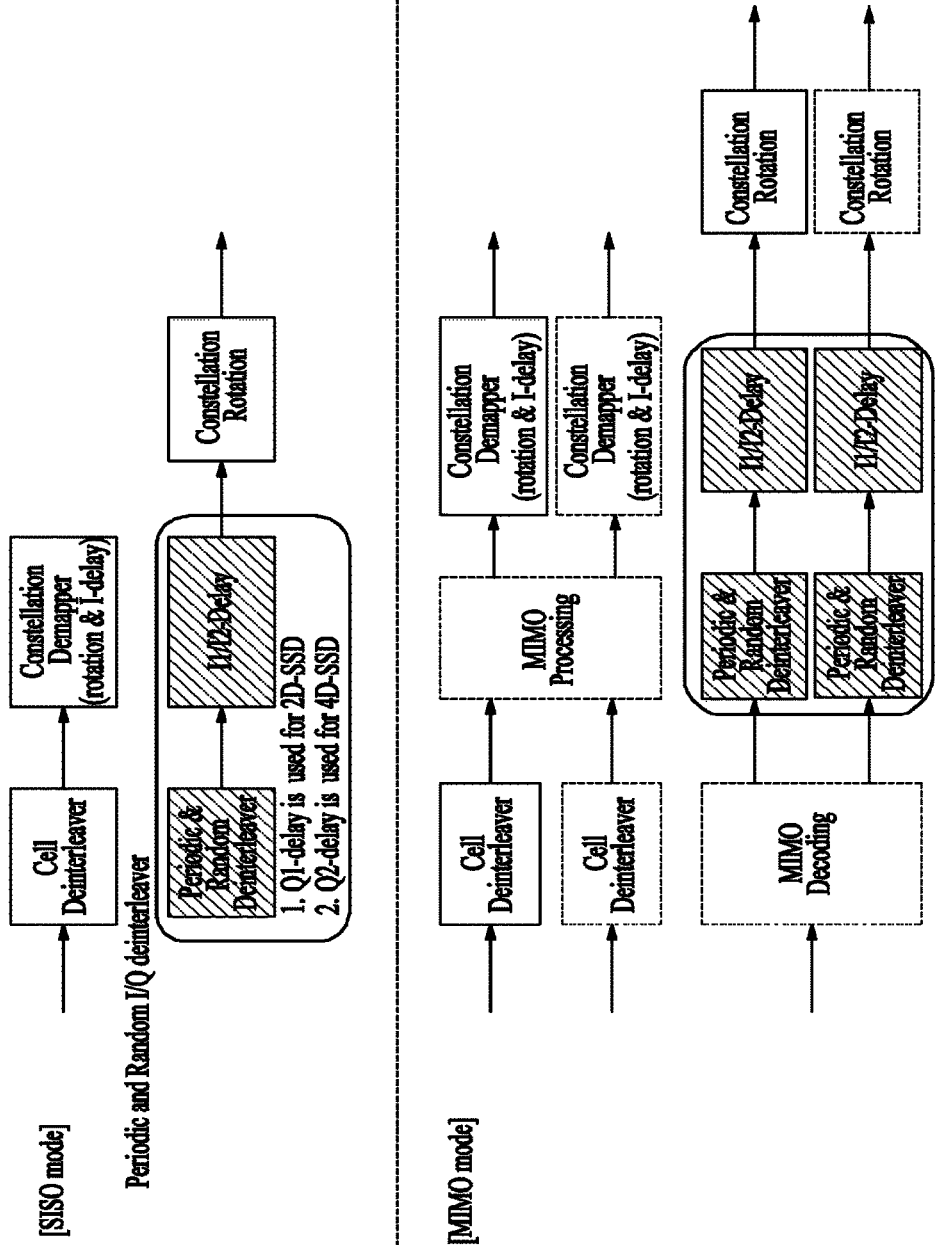 [SISO mode]
Cell
Deinterleaver
Constellation
Demapper
(rotation & I-delay)
Periodic and Random I/Q deinterleaver
Periodic &
Random
Deinterleaver
I1/I2-Delay
Constellation
Rotation
1. Q1-delay is used for 2D-SSD
2. Q2-delay is used for 4D-SSD
[MIMO mode]
Cell
Deinterleaver
Cell
Deinterleaver
MIMO
Processing
Constellation
Demapper
(rotation & I-delay)
Constellation
Demapper
(rotation & I-delay)
MIMO
Decoding
Periodic &
Random
Deinterleaver
I1/I2-Delay
Constellation
Rotation
Periodic &
Random
Deinterleaver
I1/I2-Delay
Constellation
Rotation